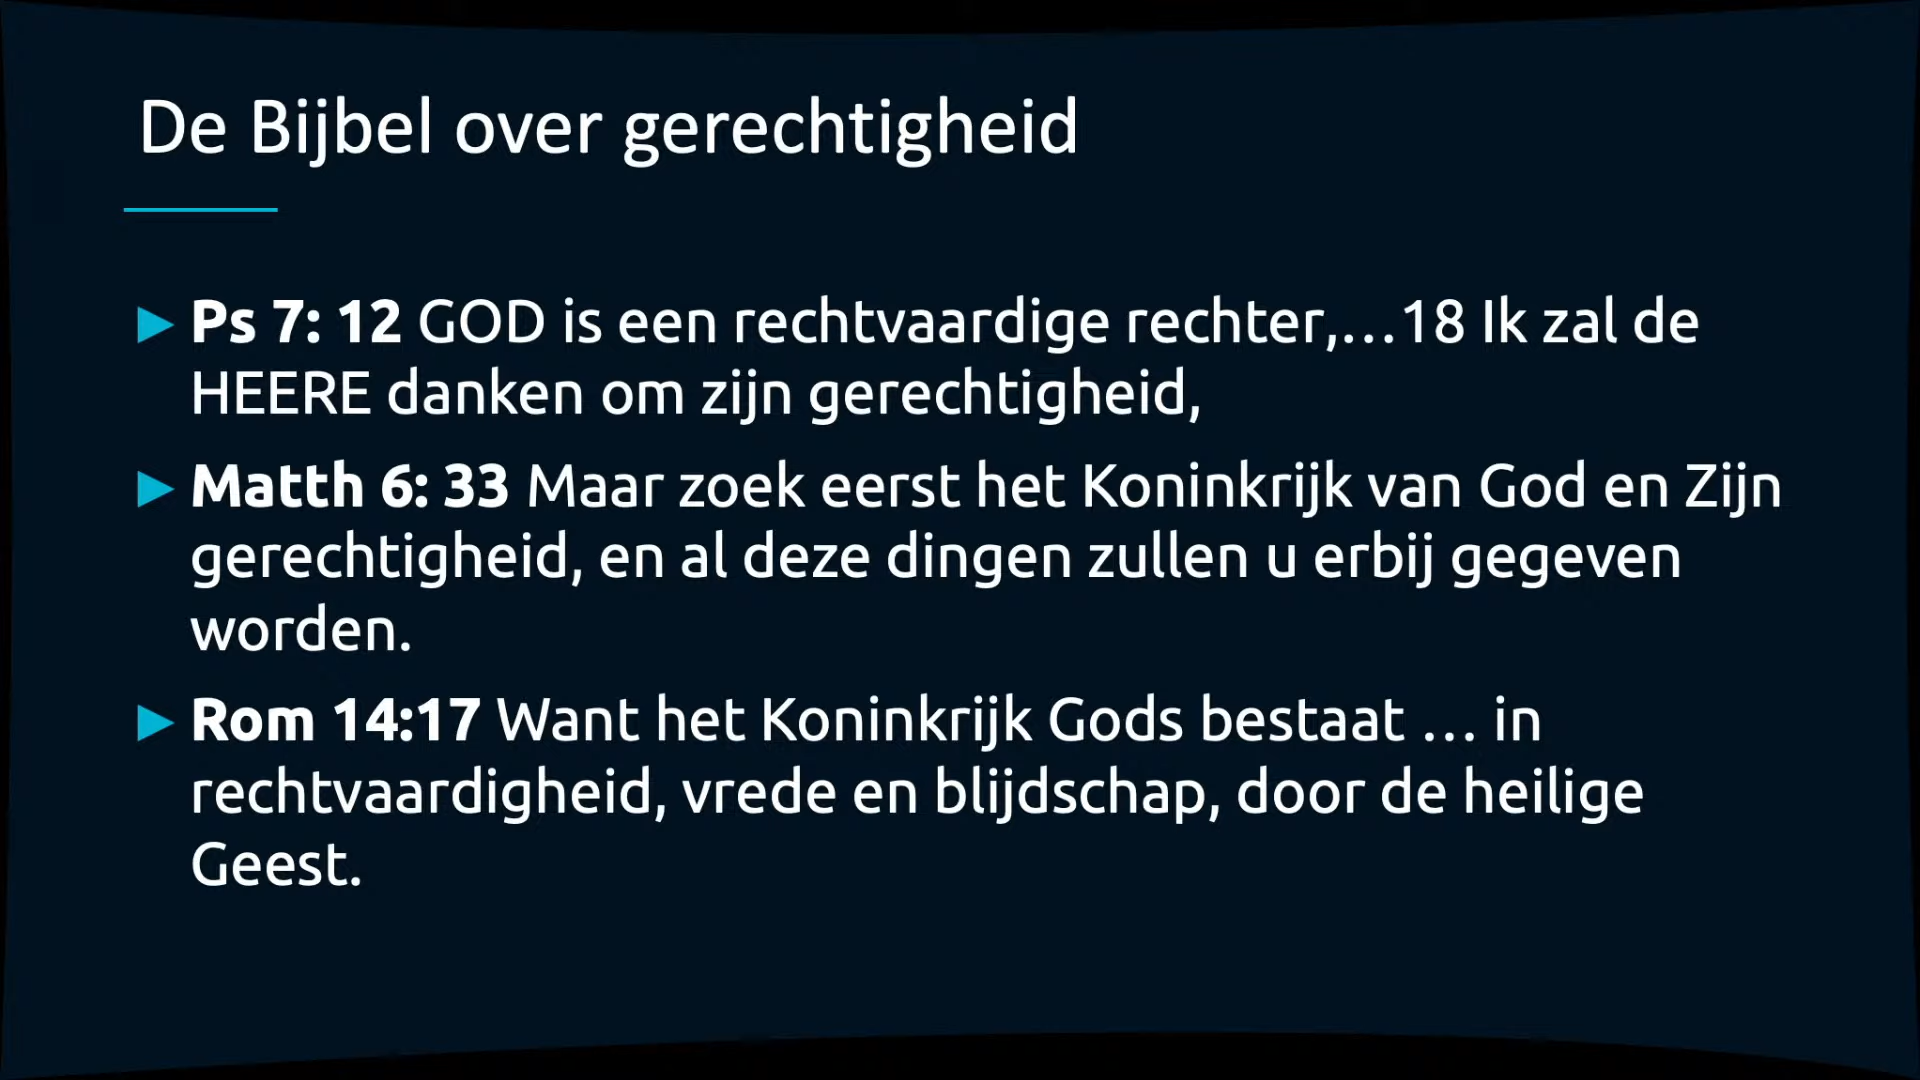 De Bijbel over gerechtigheid
Ps 7: 12 GOD is een rechtvaardige rechter,…18 Ik zal de
HEERE danken om zijn gerechtigheid,
Matth 6: 33 Maar zoek eerst het Koninkrijk van God en Zijn
gerechtigheid, en al deze dingen zullen u erbij gegeven
worden.
Rom 14:17 Want het Koninkrijk Gods bestaat … in
rechtvaardigheid, vrede en blijdschap, door de heilige
Geest.